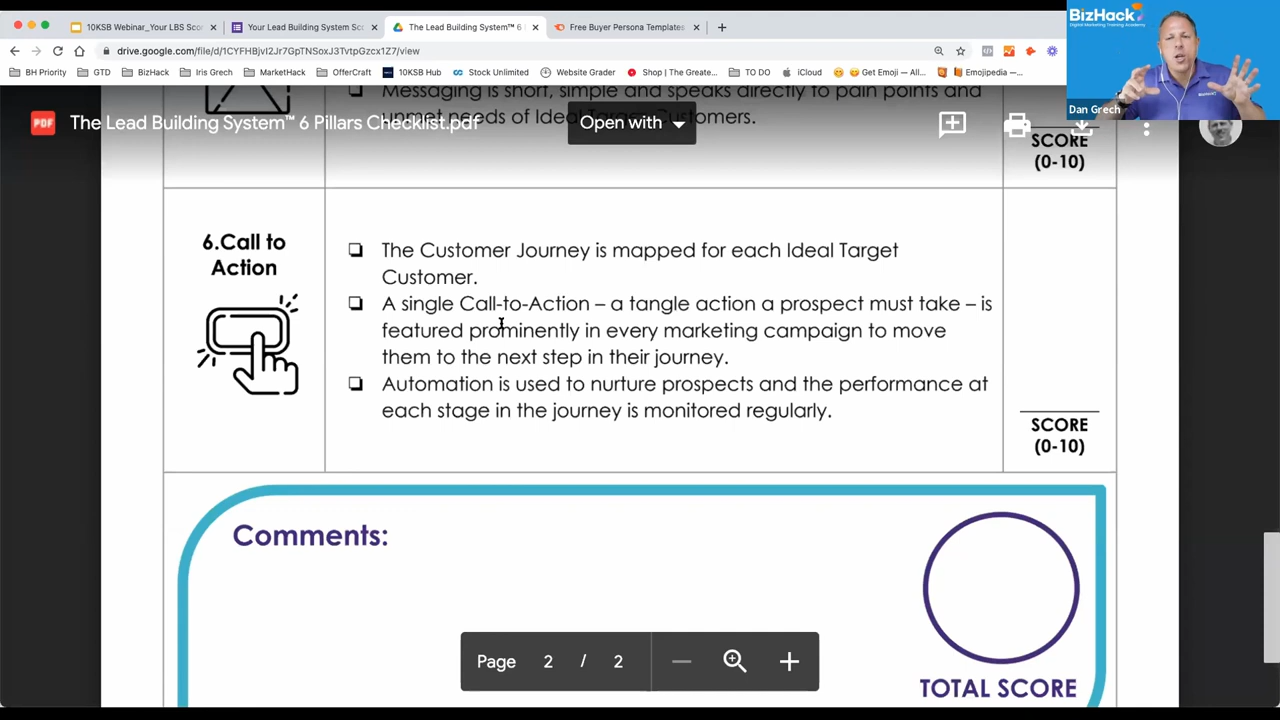 10KSB Webinar_Your LBS Scor
Your Lead Building System Sc
The Lead Building System™ 6
Free Buyer Persona Templates
drive.google.com/file/d/1CYFHBjvI2Jr7GpTNSoxJ3TvtpGzcx1Z7/view
BH Priority
GTD
BizHack
Iris Grech
MarketHack
OfferCraft
10KSB Hub
Stock Unlimited
Website Grader
Shop | The Greate...
TO DO
iCloud
Get Emoji — All...
Emojipedia —...
BizHack
Digital Marketing Training Academy
Dan Grech
Messaging is short, simple and speaks directly to pain points and
unmet needs of Ideal Target Customers.
PDF
The Lead Building System™ 6 Pillars Checklist.pdf
Open with
SCORE
(0-10)
6.Call to
Action
The Customer Journey is mapped for each Ideal Target
Customer.
A single Call-to-Action – a tangle action a prospect must take – is
featured prominently in every marketing campaign to move
them to the next step in their journey.
Automation is used to nurture prospects and the performance at
each stage in the journey is monitored regularly.
SCORE
(0-10)
Comments:
TOTAL SCORE
Page 2 / 2